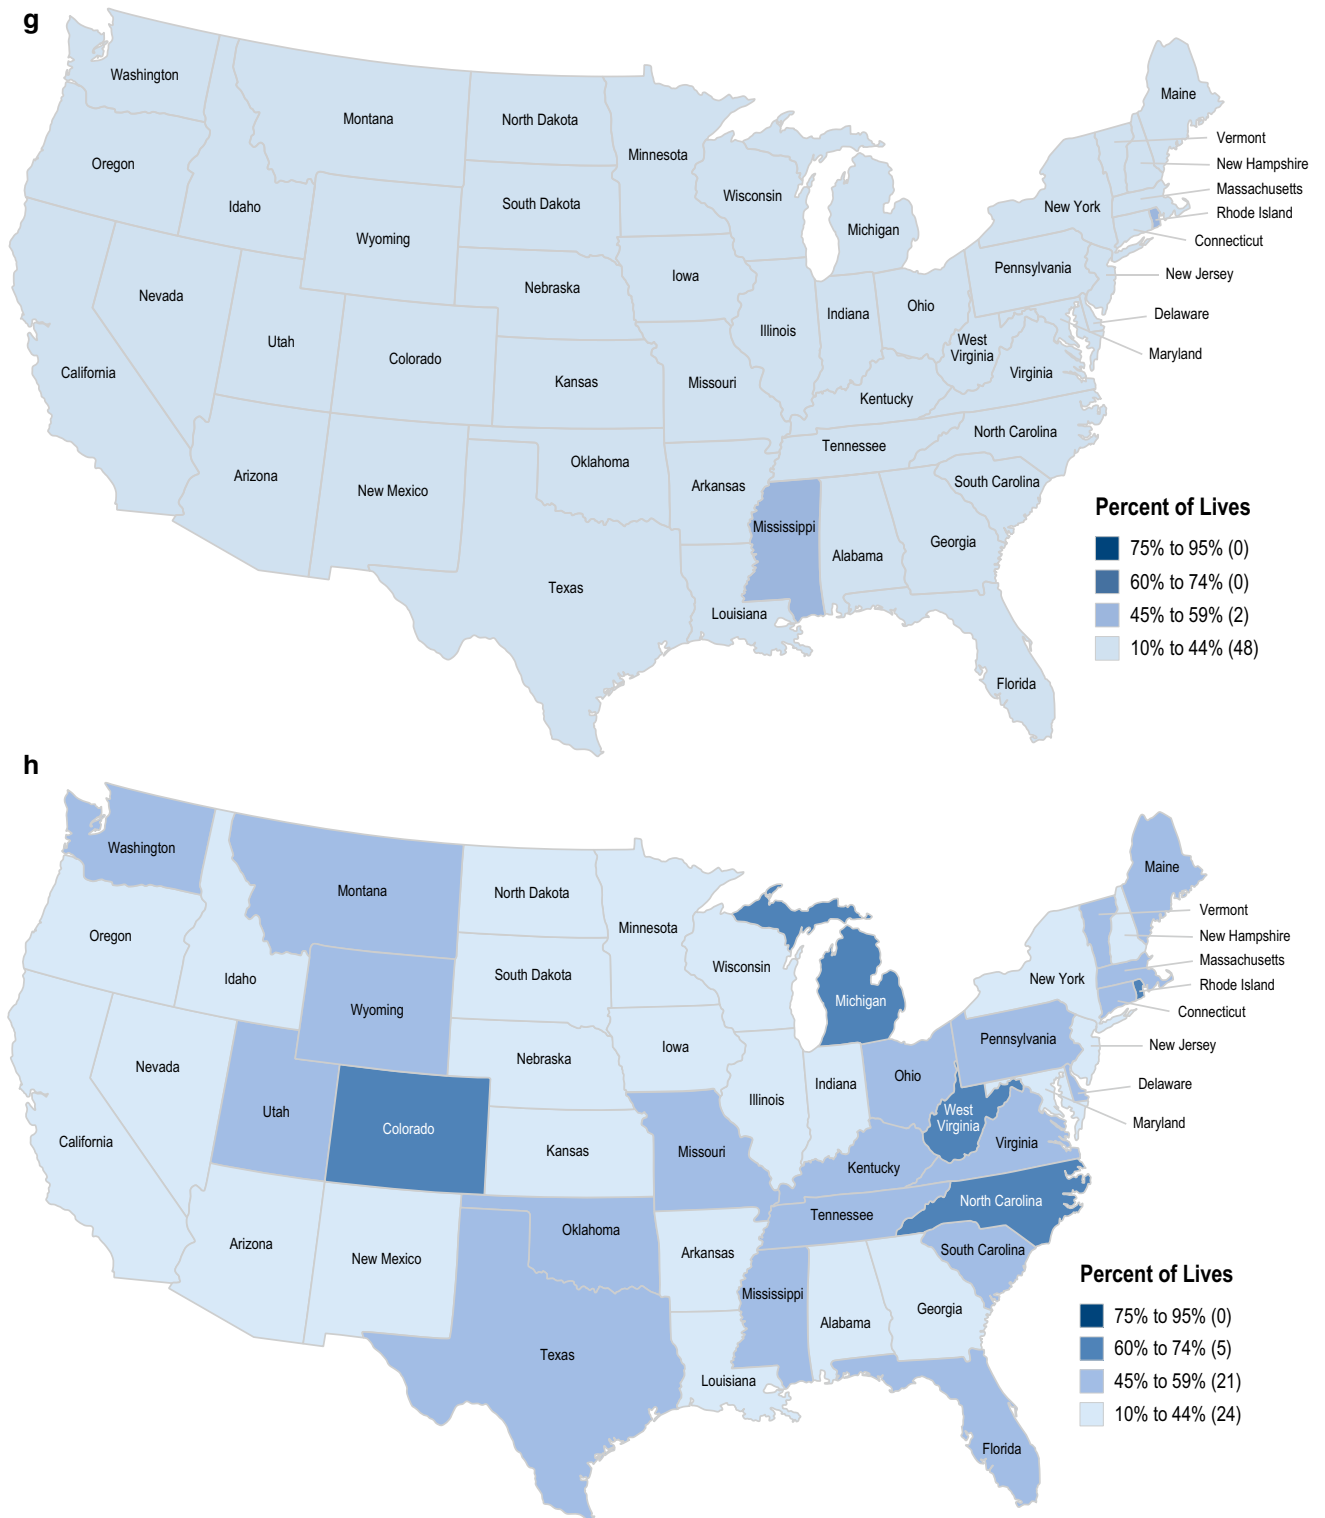 g
Washington
Montana
North Dakota
Minnesota
Maine
Vermont
New Hampshire
Massachusetts
Rhode Island
Connecticut
New Jersey
Delaware
Maryland
Oregon
Idaho
Wyoming
South Dakota
Wisconsin
Michigan
New York
Nevada
Utah
Colorado
Nebraska
Iowa
Illinois
Indiana
Ohio
Pennsylvania
West
Virginia
Virginia
California
Kansas
Missouri
Kentucky
Arizona
New Mexico
Oklahoma
Arkansas
Tennessee
North Carolina
South Carolina
Texas
Louisiana
Mississippi
Alabama
Georgia
Florida
Percent of Lives
75% to 95% (0)
60% to 74% (0)
45% to 59% (2)
10% to 44% (48)
h
Washington
Montana
North Dakota
Minnesota
Maine
Vermont
New Hampshire
Massachusetts
Rhode Island
Connecticut
New Jersey
Delaware
Maryland
Oregon
Idaho
Wyoming
South Dakota
Wisconsin
Michigan
New York
Nevada
Utah
Colorado
Nebraska
Iowa
Illinois
Indiana
Ohio
Pennsylvania
West
Virginia
Virginia
California
Kansas
Missouri
Kentucky
Arizona
New Mexico
Oklahoma
Arkansas
Tennessee
North Carolina
South Carolina
Texas
Louisiana
Mississippi
Alabama
Georgia
Florida
Percent of Lives
75% to 95% (0)
60% to 74% (5)
45% to 59% (21)
10% to 44% (24)